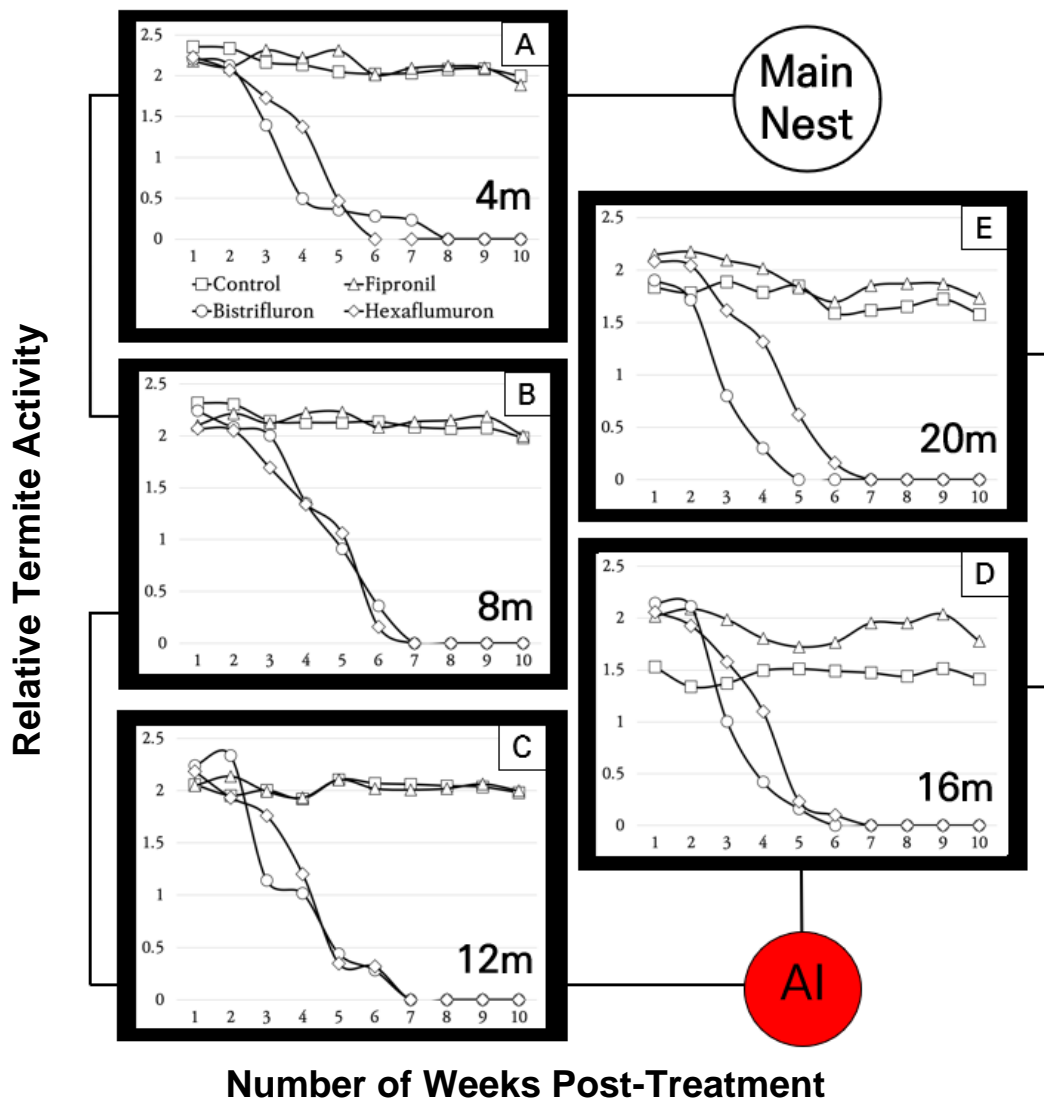 Relative Termite Activity
A
2.5
2
1.5
1
0.5
0
4m
1 2 3 4 5 6 7 8 9 10
Control Fipronil
Bistrifluron Hexaflumuron
B
2.5
2
1.5
1
0.5
0
8m
1 2 3 4 5 6 7 8 9 10
C
2.5
2
1.5
1
0.5
0
12m
1 2 3 4 5 6 7 8 9 10
Main
Nest
E
2.5
2
1.5
1
0.5
0
20m
1 2 3 4 5 6 7 8 9 10
D
2.5
2
1.5
1
0.5
0
16m
1 2 3 4 5 6 7 8 9 10
AI
Number of Weeks Post-Treatment